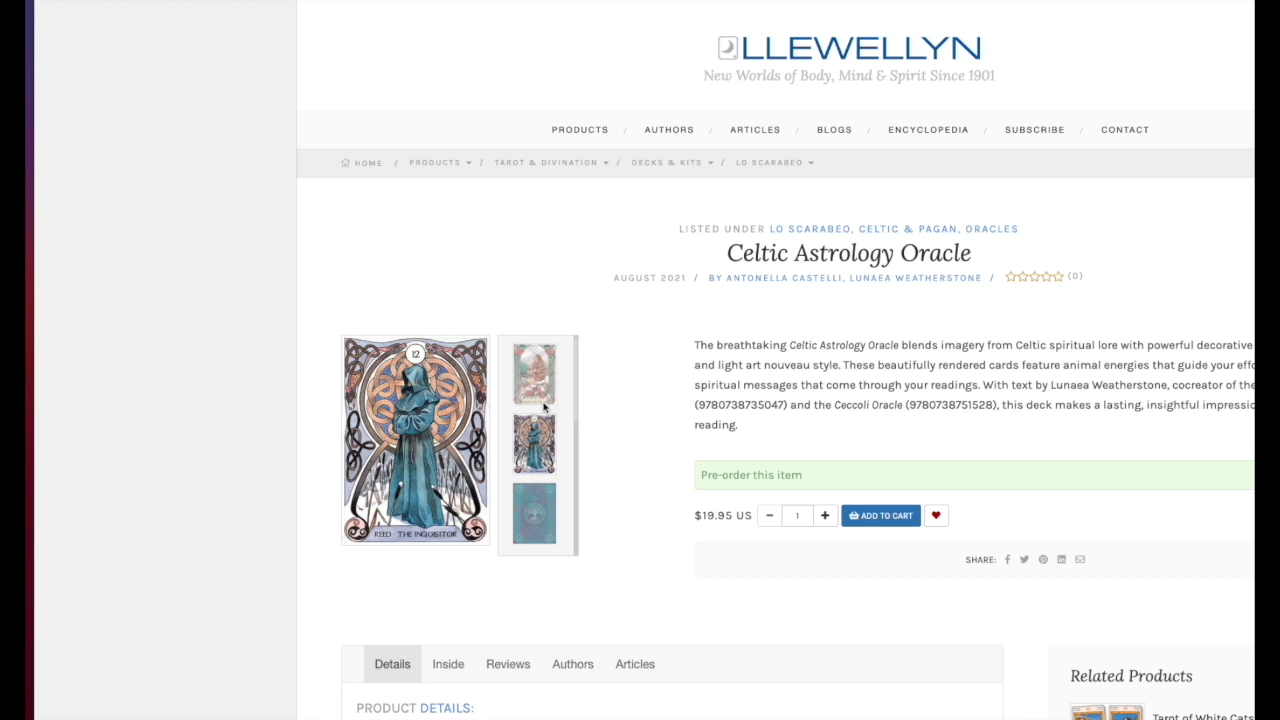 LLEWELLYN
New Worlds of Body, Mind & Spirit Since 1901
PRODUCTS / AUTHORS / ARTICLES / BLOGS / ENCYCLOPEDIA / SUBSCRIBE / CONTACT
HOME / PRODUCTS / TAROT & DIVINATION / DECKS & KITS / LO SCARABEO
LISTED UNDER LO SCARABEO, CELTIC & PAGAN, ORACLES
Celtic Astrology Oracle
AUGUST 2021 / BY ANTONELLA CASTELLI, LUNAEA WEATHERSTONE / (0)
12
REED · THE INQUISITOR
The breathtaking Celtic Astrology Oracle blends imagery from Celtic spiritual lore with powerful decorative
and light art nouveau style. These beautifully rendered cards feature animal energies that guide your effo
spiritual messages that come through your readings. With text by Lunaea Weatherstone, cocreator of the
(9780738735047) and the Ceccoli Oracle (9780738751528), this deck makes a lasting, insightful impressio
reading.
Pre-order this item
$19.95 US - 1 + ADD TO CART
SHARE:
Details Inside Reviews Authors Articles
PRODUCT DETAILS:
Related Products
Tarot of White Cats